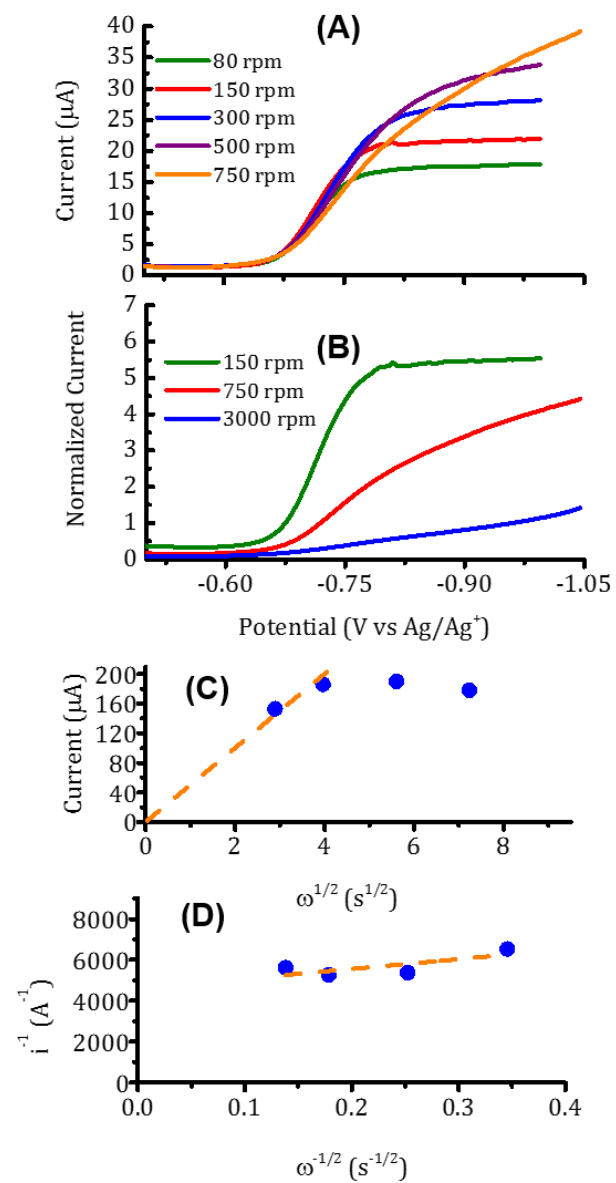 (A)
40
35
30
25
20
15
10
5
0
Current (μA)
80 rpm
150 rpm
300 rpm
500 rpm
750 rpm
(B)
7
6
5
4
3
2
1
0
Normalized Current
150 rpm
750 rpm
3000 rpm
-0.60 -0.75 -0.90 -1.05
Potential (V vs Ag/Ag⁺)
(C)
200
160
120
80
40
0
Current (μA)
0 2 4 6 8
ω^1/2 (s^1/2)
(D)
8000
6000
4000
2000
0
i^-1 (A^-1)
0.0 0.1 0.2 0.3 0.4
ω^-1/2 (s^-1/2)